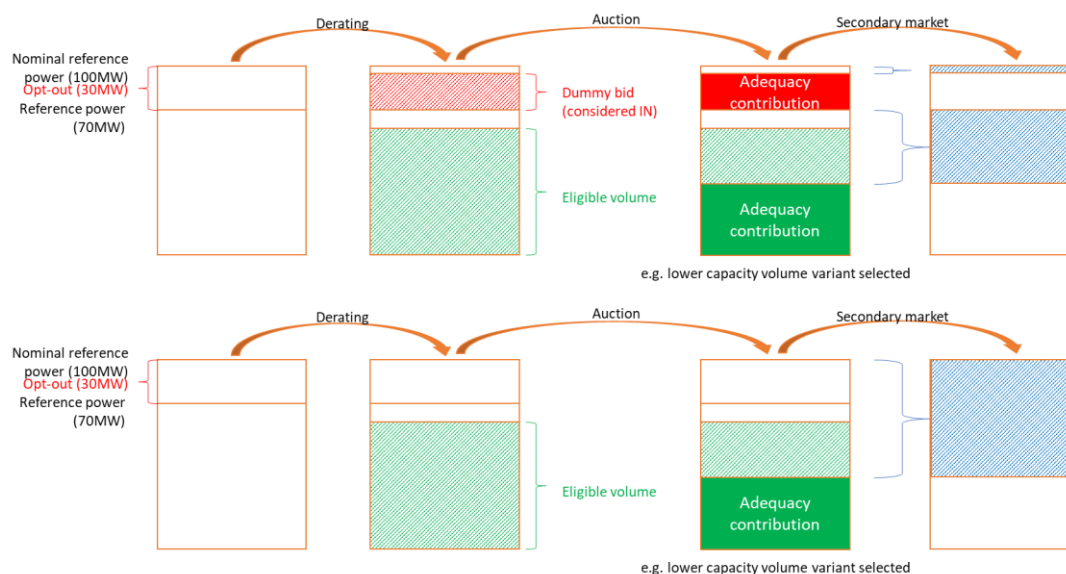 Derating
Auction
Secondary market
Nominal reference
power (100MW)
Opt-out (30MW)
Reference power
(70MW)
Dummy bid
(considered IN)
Eligible volume
Adequacy
contribution
Adequacy
contribution
e.g. lower capacity volume variant selected
Derating
Auction
Secondary market
Nominal reference
power (100MW)
Opt-out (30MW)
Reference power
(70MW)
Eligible volume
Adequacy
contribution
e.g. lower capacity volume variant selected